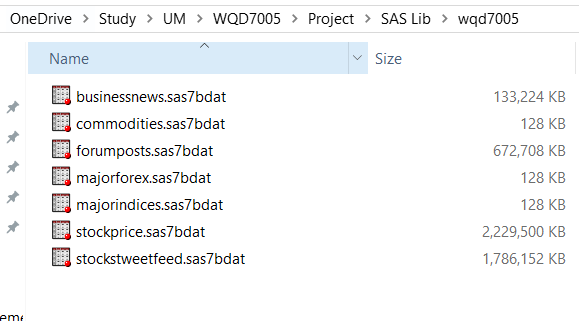 OneDrive > Study > UM > WQD7005 > Project > SAS Lib > wqd7005
Name Size
businessnews.sas7bdat 133,224 KB
commodities.sas7bdat 128 KB
forumposts.sas7bdat 672,708 KB
majorforex.sas7bdat 128 KB
majorindices.sas7bdat 128 KB
stockprice.sas7bdat 2,229,500 KB
stockstweetfeed.sas7bdat 1,786,152 KB
eme